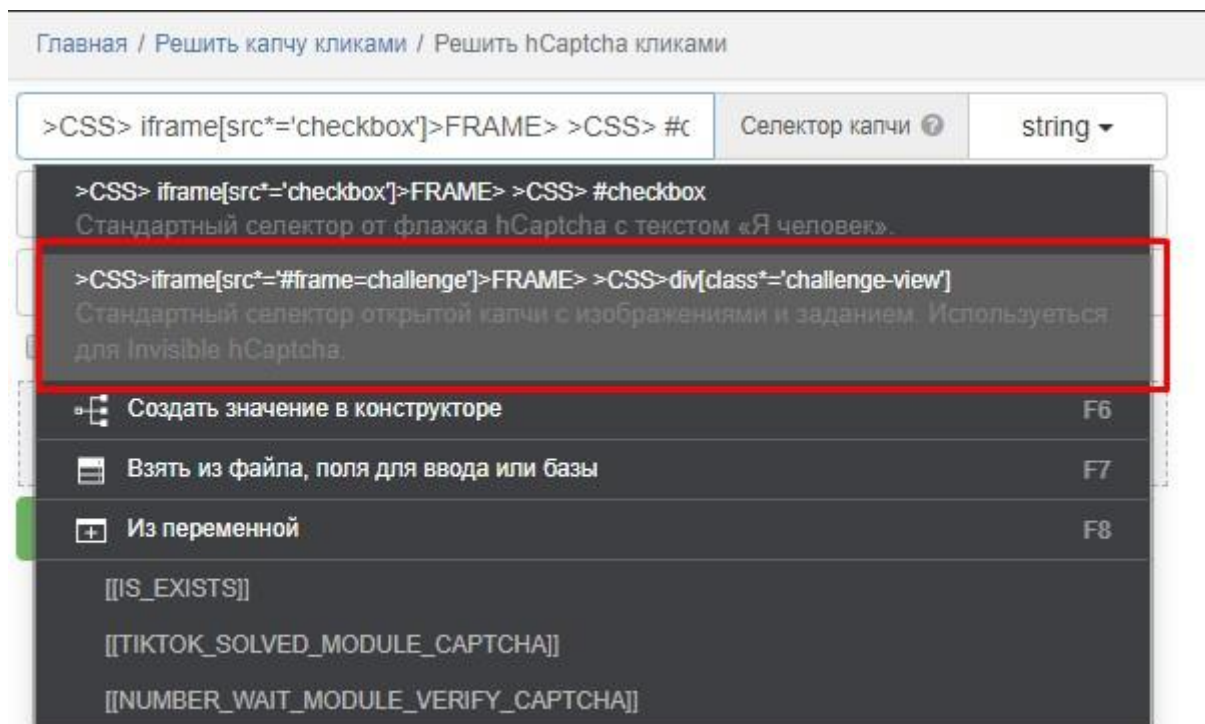 Главная / Решить капчу кликами / Решить hCaptcha кликами
>CSS> iframe[src*='checkbox']>FRAME> >CSS> #c
Селектор капчи ?
string
>CSS> iframe[src*='checkbox']>FRAME> >CSS> #checkbox
Стандартный селектор от флажка hCaptcha с текстом «Я человек».
>CSS>iframe[src*='#frame=challenge']>FRAME> >CSS>div[class*='challenge-view']
Стандартный селектор открытой капчи с изображениями и заданием. Используеться
для Invisible hCaptcha.
Создать значение в конструкторе F6
Взять из файла, поля для ввода или базы F7
Из переменной F8
[[IS_EXISTS]]
[[TIKTOK_SOLVED_MODULE_CAPTCHA]]
[[NUMBER_WAIT_MODULE_VERIFY_CAPTCHA]]